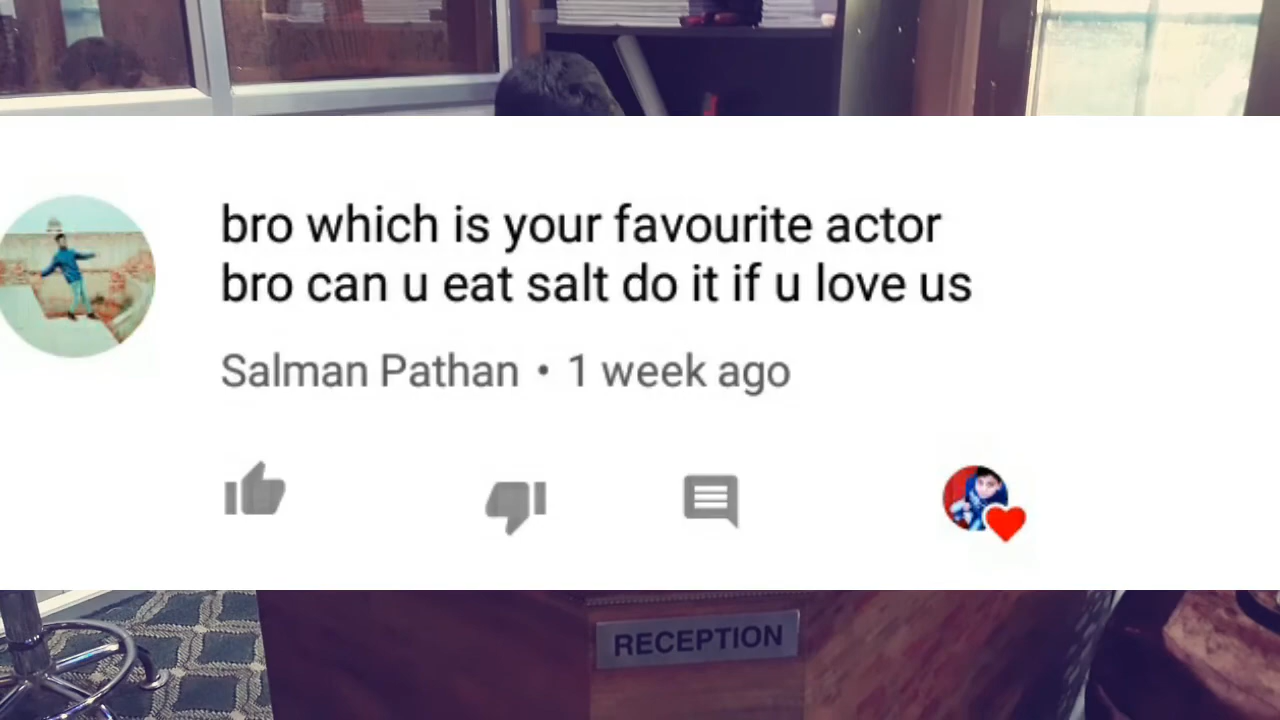 bro which is your favourite actor
bro can u eat salt do it if u love us
Salman Pathan • 1 week ago
RECEPTION